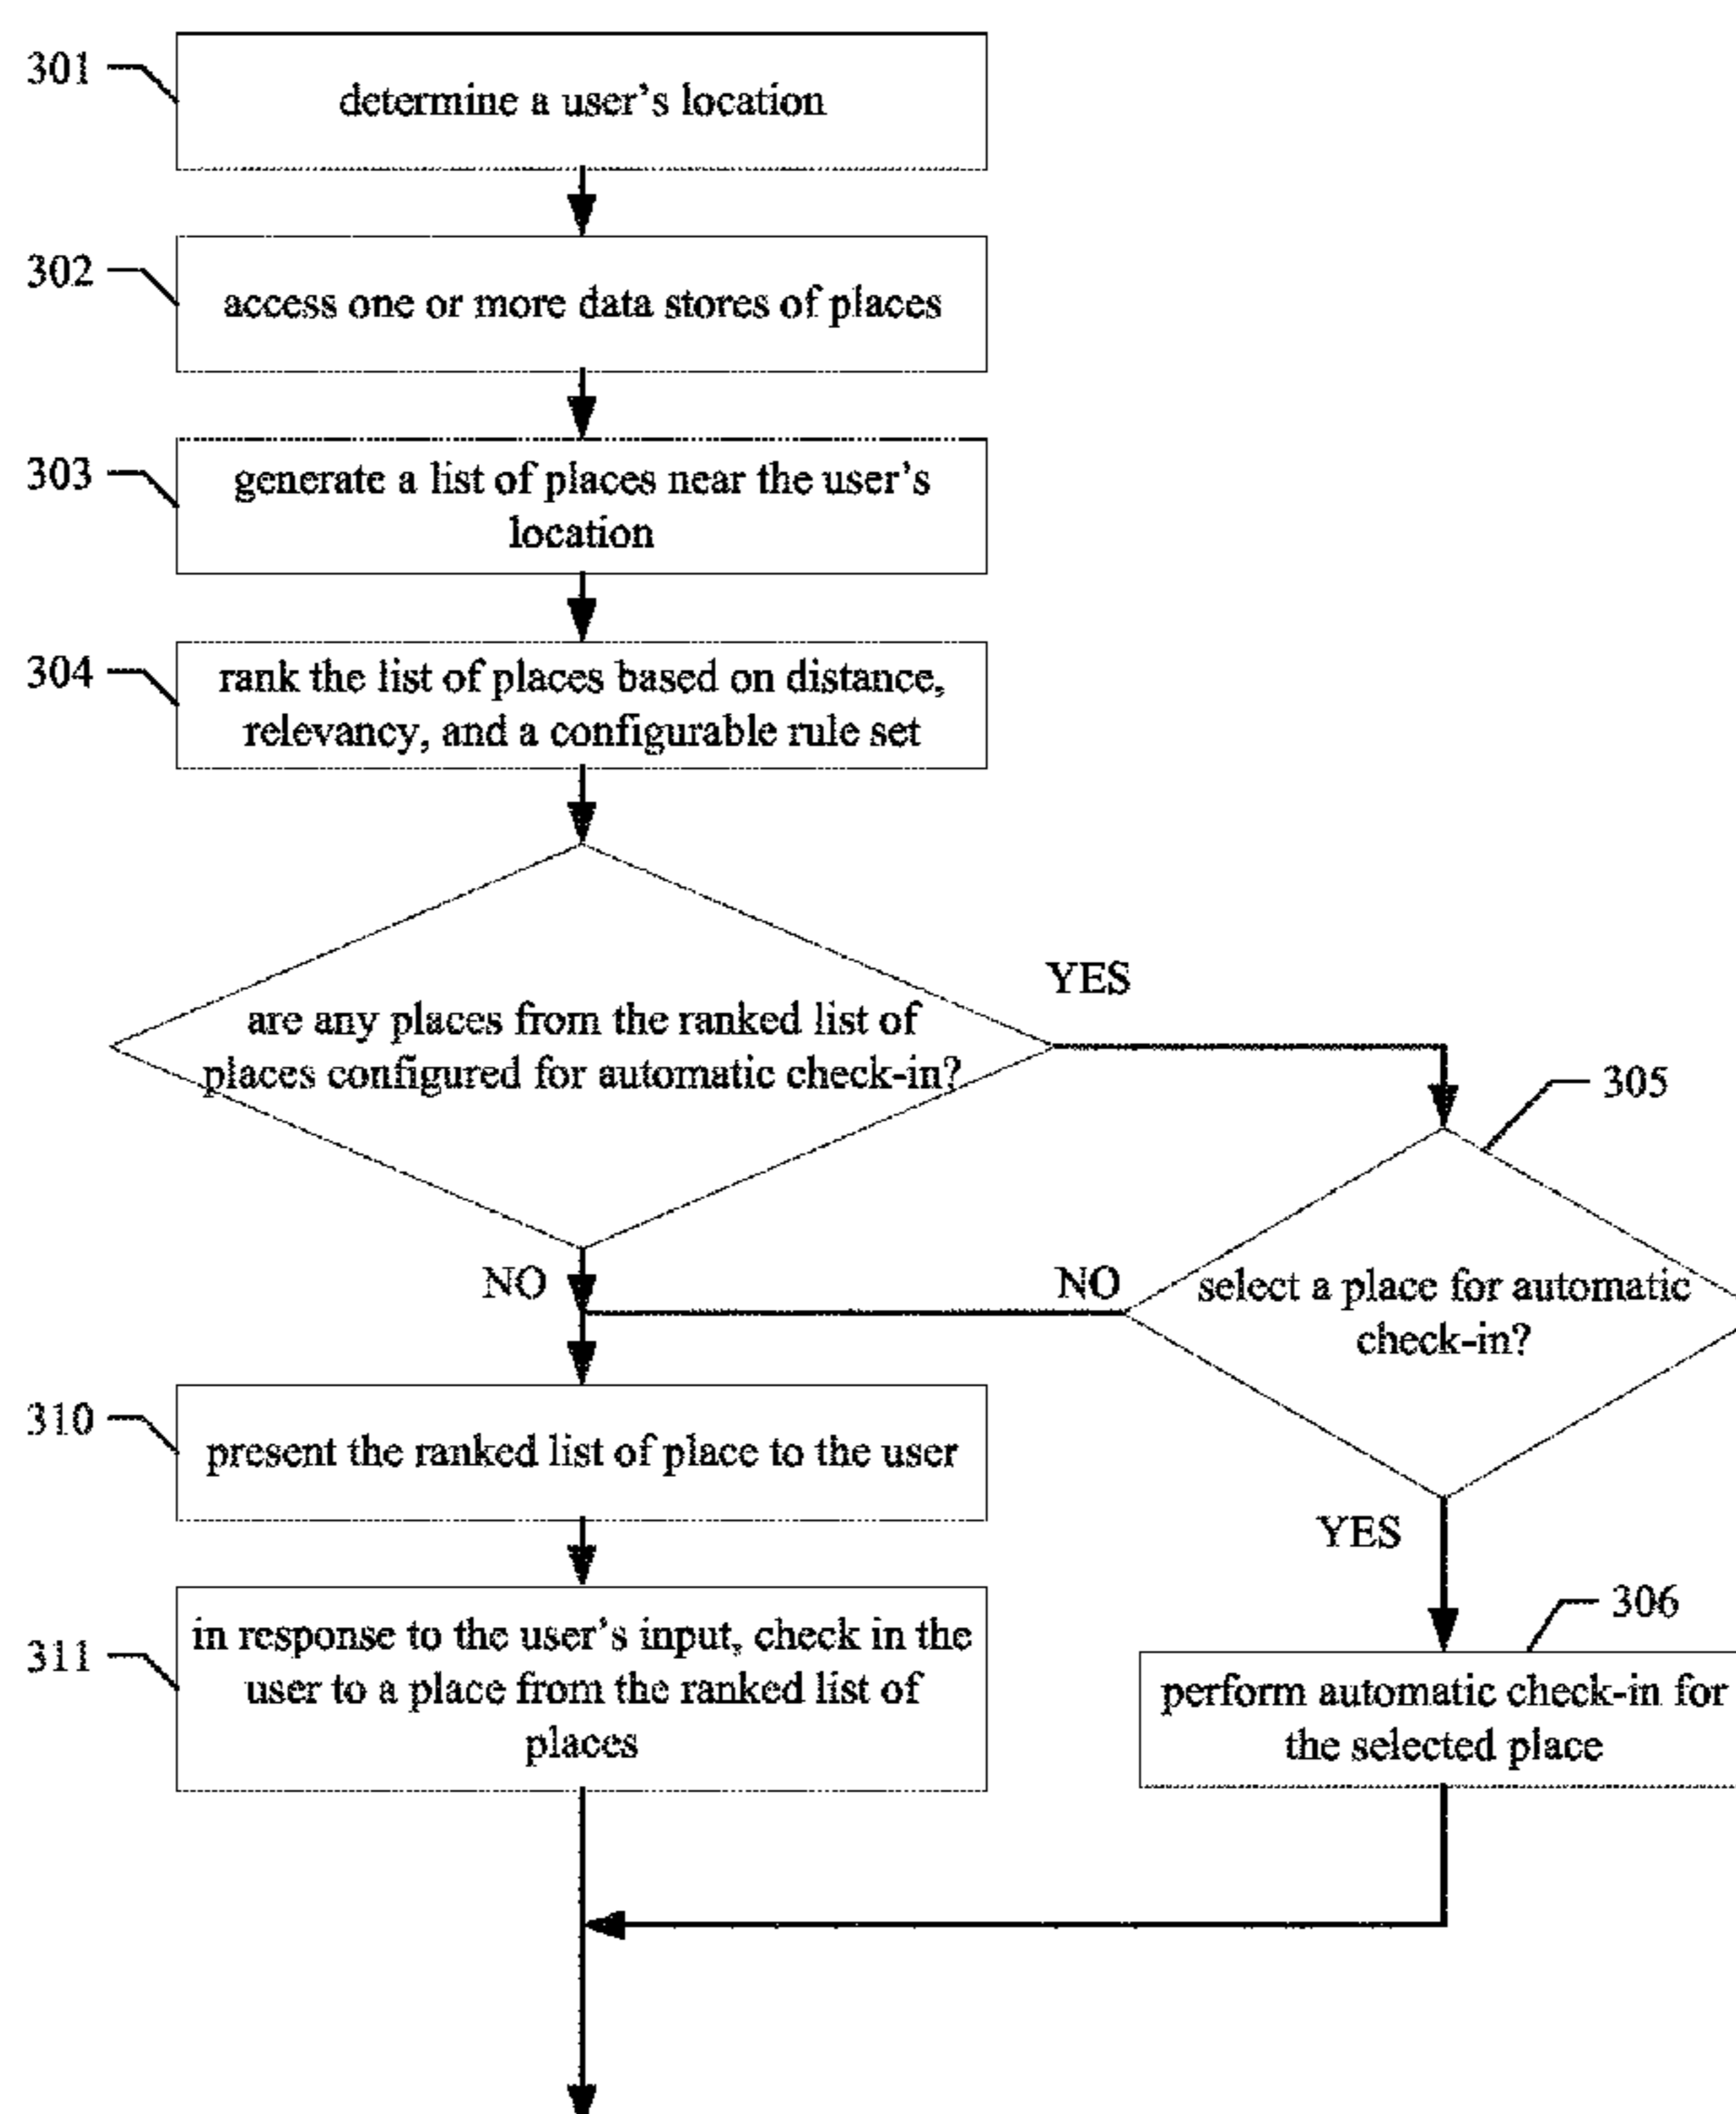 301
determine a user's location
302
access one or more data stores of places
303
generate a list of places near the user's
location
304
rank the list of places based on distance,
relevancy, and a configurable rule set
YES
are any places from the ranked list of
places configured for automatic check-in?
305
NO
NO
select a place for automatic
check-in?
310
present the ranked list of place to the user
YES
306
311
in response to the user's input, check in the
user to a place from the ranked list of
places
perform automatic check-in for
the selected place